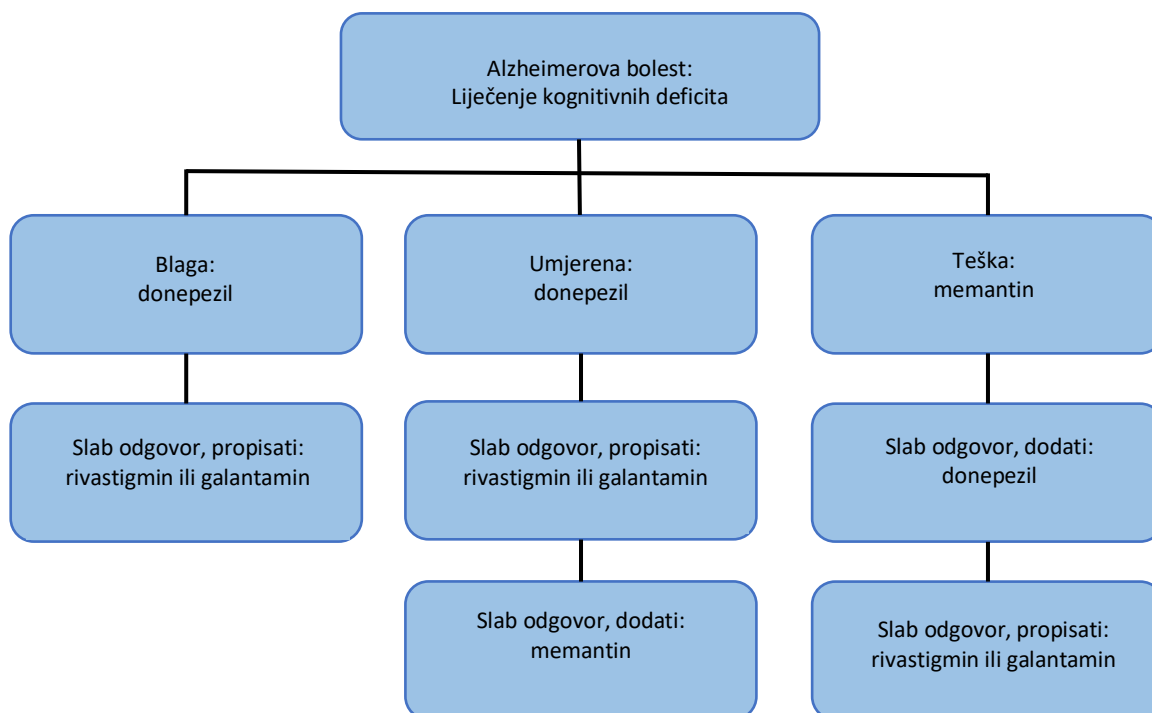 Alzheimerova bolest:
Liječenje kognitivnih deficita
Blaga:
donepezil
Umjerena:
donepezil
Teška:
memantin
Slab odgovor, propisati:
rivastigmin ili galantamin
Slab odgovor, propisati:
rivastigmin ili galantamin
Slab odgovor, dodati:
donepezil
Slab odgovor, dodati:
memantin
Slab odgovor, propisati:
rivastigmin ili galantamin